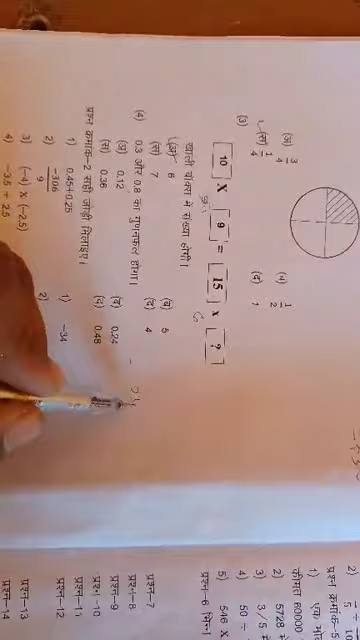 (अ) 3/4 (ब) 1/2
(स) 1/4 (द) 1
(3) 10 X 9 = 15 x ?
खाली बॉक्स में संख्या होगी।
(अ) 6 (ब) 5
(स) 7 (द) 4
(4) 0.3 और 0.8 का गुणनफल होगा।
(अ) 0.12 (ब) 0.24
(स) 0.36 (द) 0.48
प्रश्न क्रमांक-2 सही जोड़ी मिलाइए।
1) 0.45+0.25 1) -34
2) -306/9 2)
3) (-4) X (-2.5)
4) -3.5 + 2.5
2)
प्रश्न क्रमांक-5
1)
कीमत 60000
2) 5728
3) 3/5
4) 50 ÷
5) 546 X
प्रश्न-6
प्रश्न-7
प्रश्न-8
प्रश्न-9
प्रश्न-10
प्रश्न-11
प्रश्न-12
प्रश्न-13
प्रश्न-14